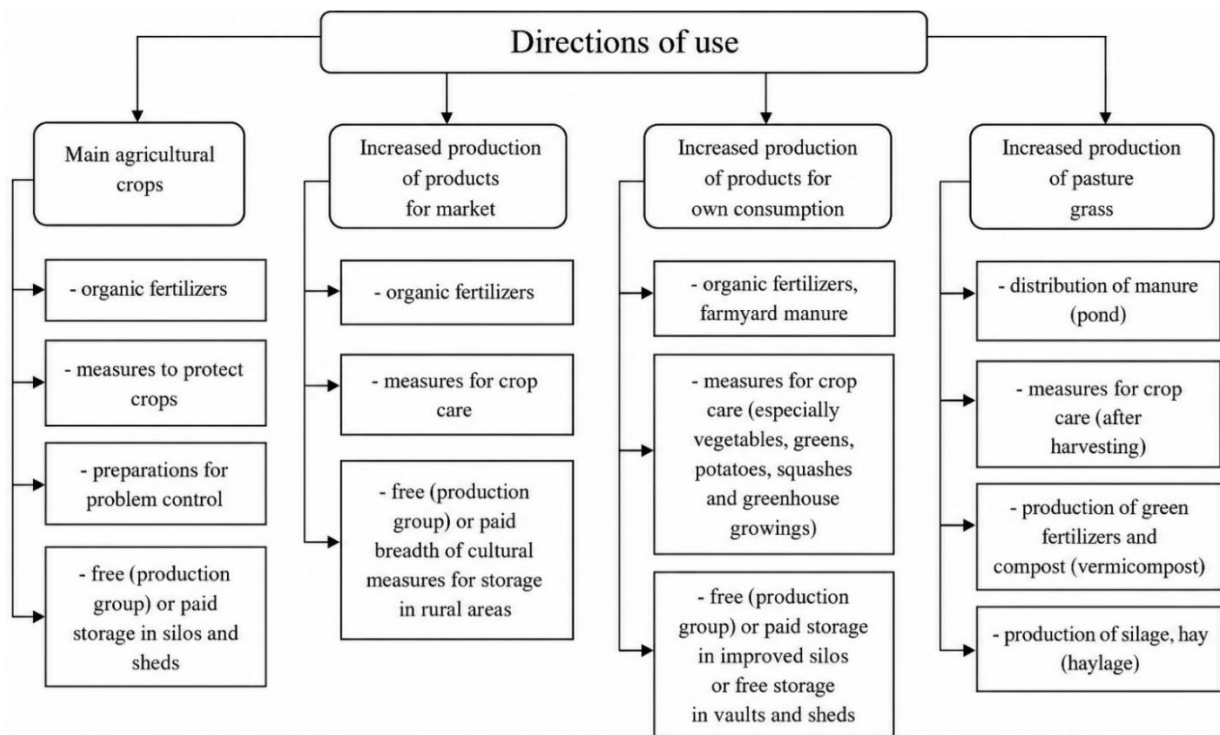 Directions of use
Main agricultural
crops
- organic fertilizers
- measures to protect
crops
- preparations for
problem control
- free (production
group) or paid
storage in silos and
sheds
Increased production
of products
for market
- organic fertilizers
- measures for crop
care
- free (production
group) or paid
breadth of cultural
measures for storage
in rural areas
Increased production
of products for
own consumption
- organic fertilizers,
farmyard manure
- measures for crop
care (especially
vegetables, greens,
potatoes, squashes
and greenhouse
growings)
- free (production
group) or paid storage
in improved silos
or free storage
in vaults and sheds
Increased production
of pasture
grass
- distribution of manure
(pond)
- measures for crop
care (after
harvesting)
- production of green
fertilizers and
compost (vermicompost)
- production of silage, hay
(haylage)